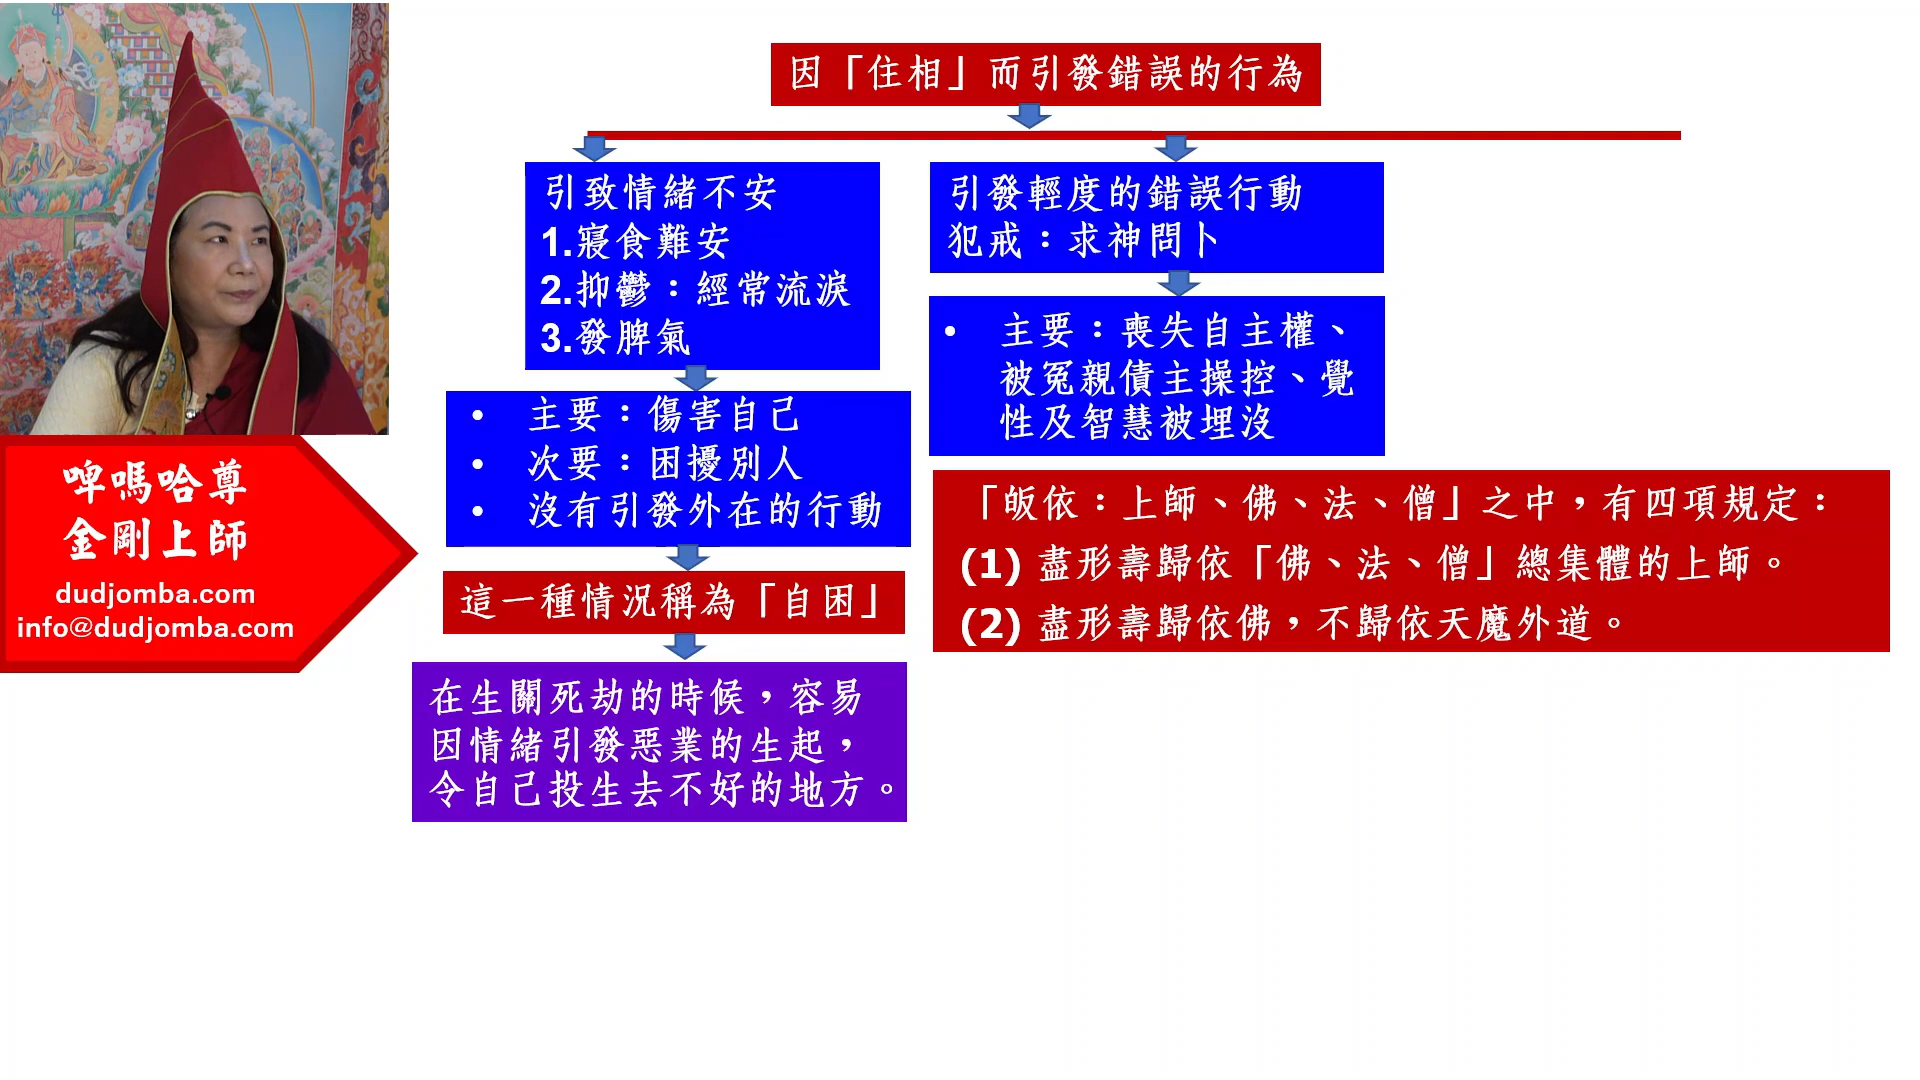 因「住相」而引發錯誤的行為
引致情緒不安
1.寢食難安
2.抑鬱：經常流淚
3.發脾氣
主要：傷害自己
次要：困擾別人
沒有引發外在的行動
這一種情況稱為「自困」
在生關死劫的時候，容易
因情緒引發惡業的生起，
令自己投生去不好的地方。
引發輕度的錯誤行動
犯戒：求神問卜
主要：喪失自主權、
被冤親債主操控、覺
性及智慧被埋沒
「皈依：上師、佛、法、僧」之中，有四項規定：
(1) 盡形壽歸依「佛、法、僧」總集體的上師。
(2) 盡形壽歸依佛，不歸依天魔外道。
啤嗎哈尊
金剛上師
dudjomba.com
info@dudjomba.com